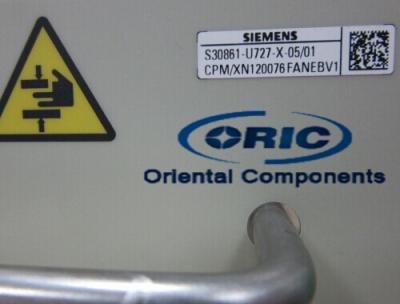 SIEMENS
S30861-U727-X-05/01
CPM/XN120076 FANEBV1
ORIC
Oriental Components